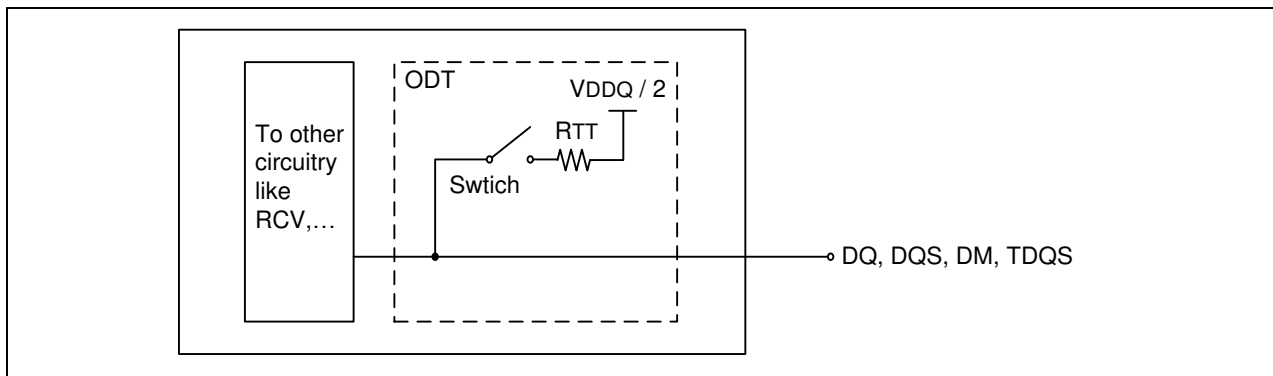 ODT
VDDQ / 2
To other
circuitry
like
RCV,…
RTT
Swtich
DQ, DQS, DM, TDQS